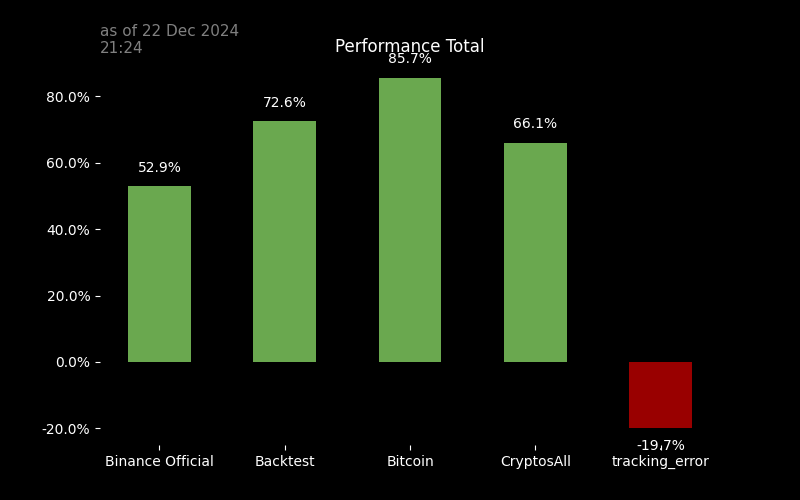 as of 22 Dec 2024
21:24
Performance Total
85.7%
80.0%
72.6%
66.1%
60.0%
52.9%
40.0%
20.0%
0.0%
-20.0%
-19.7%
Binance Official
Backtest
Bitcoin
CryptosAll
tracking_error